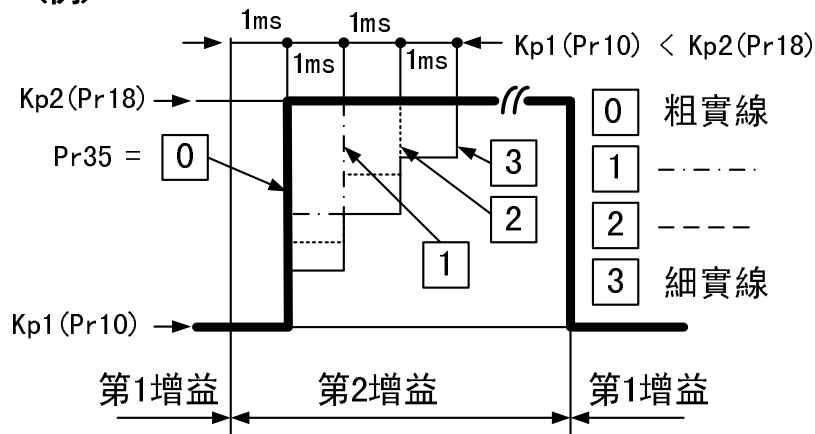 (例)
1ms 1ms
1ms 1ms
Kp1(Pr10) < Kp2(Pr18)
Kp2(Pr18)
Pr35 = 0
3
2
1
0 粗實線
1
2
3 細實線
Kp1(Pr10)
第1增益 第2增益 第1增益